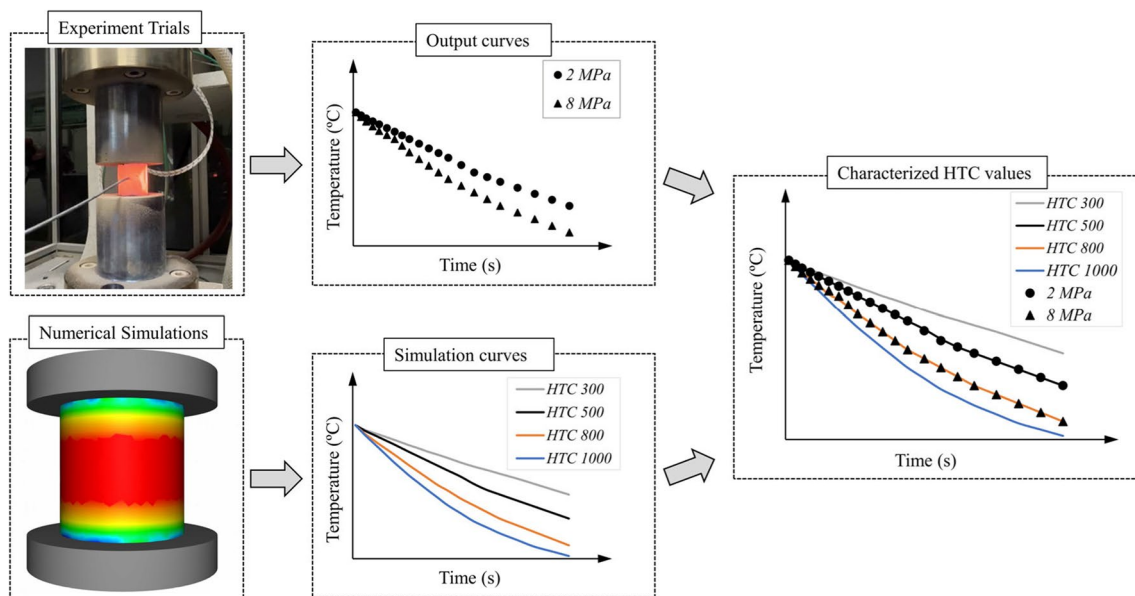 Experiment Trials
Output curves
2 MPa
8 MPa
Temperature (ºC)
Time (s)
Numerical Simulations
Simulation curves
HTC 300
HTC 500
HTC 800
HTC 1000
Temperature (ºC)
Time (s)
Characterized HTC values
HTC 300
HTC 500
HTC 800
HTC 1000
2 MPa
8 MPa
Temperature (ºC)
Time (s)